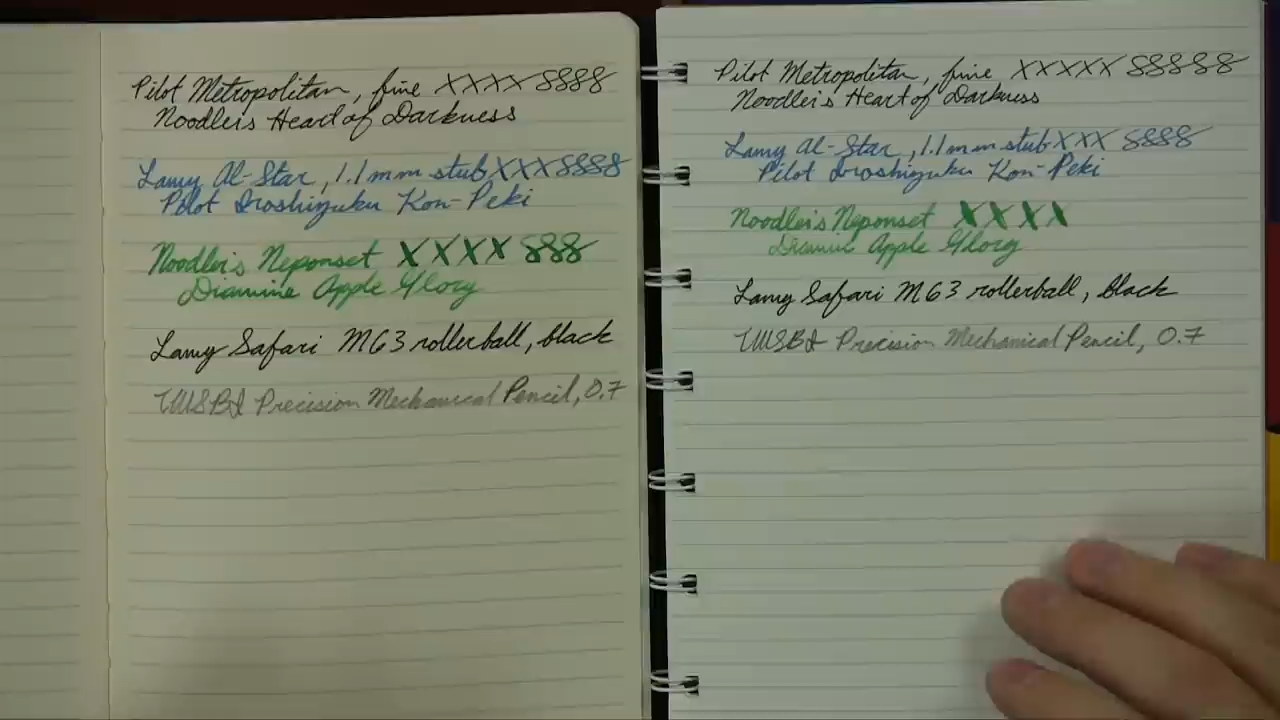 Pilot Metropolitan, fine XXXX 8888
Noodler's Heart of Darkness
Lamy Al-Star, 1.1mm stub XXX 8888
Pilot Iroshizuku Kon-Peki
Noodler's Neponset XXXX 888
Diamine Apple Glory
Lamy Safari M63 rollerball, black
TWSBI Precision Mechanical Pencil, 0.7
Pilot Metropolitan, fine XXXXX 88888
Noodler's Heart of Darkness
Lamy Al-Star, 1.1mm stub XXX 8888
Pilot Iroshizuku Kon-Peki
Noodler's Neponset XXXX
Diamine Apple Glory
Lamy Safari M63 rollerball, black
TWSBI Precision Mechanical Pencil, 0.7